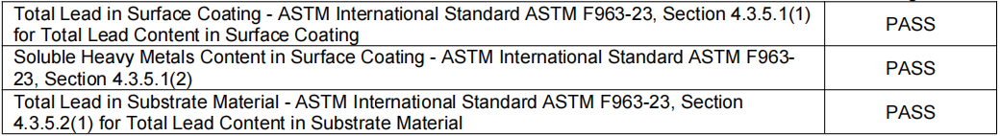 Total Lead in Surface Coating - ASTM International Standard ASTM F963-23, Section 4.3.5.1(1)
for Total Lead Content in Surface Coating
PASS
Soluble Heavy Metals Content in Surface Coating - ASTM International Standard ASTM F963-
23, Section 4.3.5.1(2)
PASS
Total Lead in Substrate Material - ASTM International Standard ASTM F963-23, Section
4.3.5.2(1) for Total Lead Content in Substrate Material
PASS